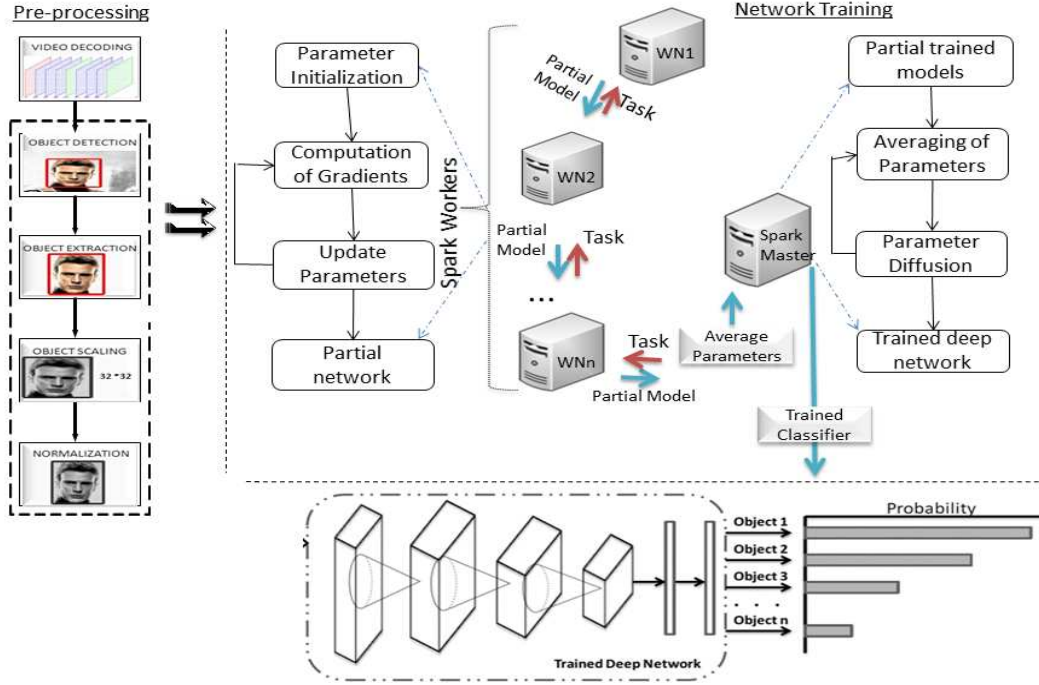 Pre-processing
VIDEO DECODING
OBJECT DETECTION
OBJECT EXTRACTION
OBJECT SCALING
32 *32
NORMALIZATION
Network Training
Parameter
Initialization
Computation
of Gradients
Update
Parameters
Partial
network
Spark Workers
WN1
Partial
Model
Task
WN2
Partial
Model
Task
...
WNn
Task
Partial Model
Average
Parameters
Spark
Master
Partial trained
models
Averaging of
Parameters
Parameter
Diffusion
Trained deep
network
Trained
Classifier
Object 1
Object 2
Object 3
. . . .
Object n
Probability
Trained Deep Network